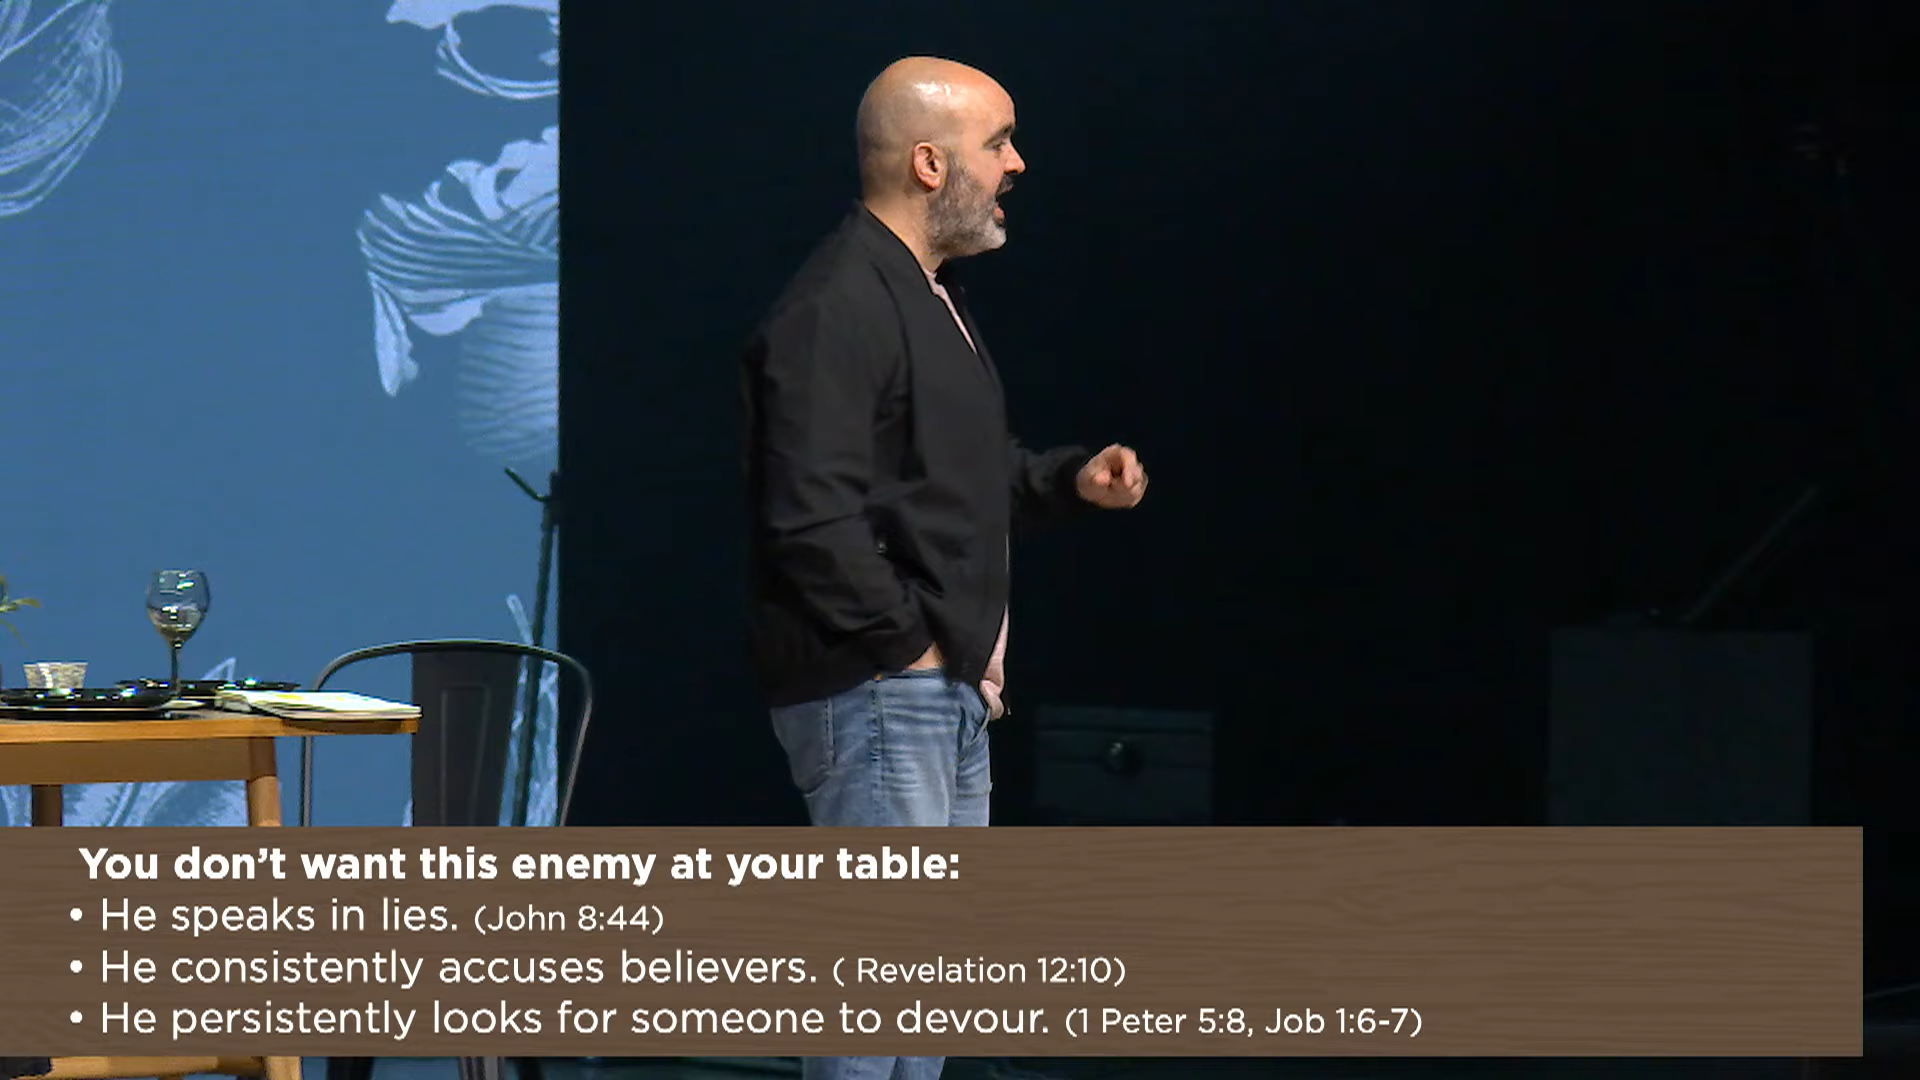 You don't want this enemy at your table:
• He speaks in lies. (John 8:44)
• He consistently accuses believers. ( Revelation 12:10)
• He persistently looks for someone to devour. (1 Peter 5:8, Job 1:6-7)